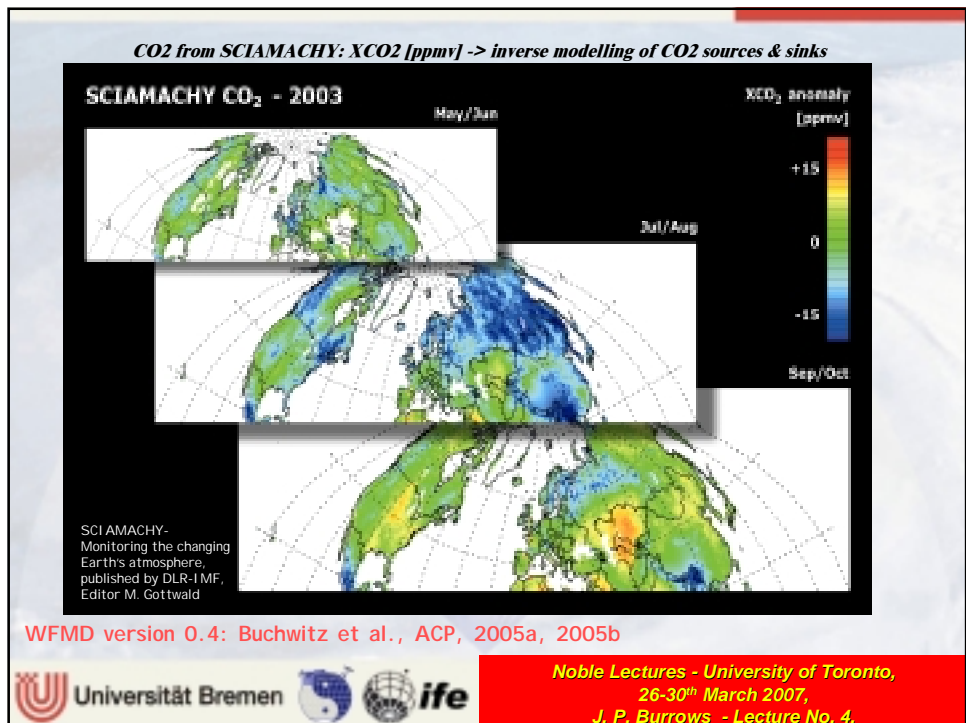 CO2 from SCIAMACHY: XCO2 [ppmv] -> inverse modelling of CO2 sources & sinks
SCIAMACHY CO₂ - 2003
May/Jun
XCO₂ anomaly
[ppmv]
+15
Jul/Aug
0
-15
Sep/Oct
SCIAMACHY-
Monitoring the changing
Earth's atmosphere,
published by DLR-IMF,
Editor M. Gottwald
WFMD version 0.4: Buchwitz et al., ACP, 2005a, 2005b
Universität Bremen
ife
Noble Lectures - University of Toronto,
26-30th March 2007,
J. P. Burrows - Lecture No. 4.